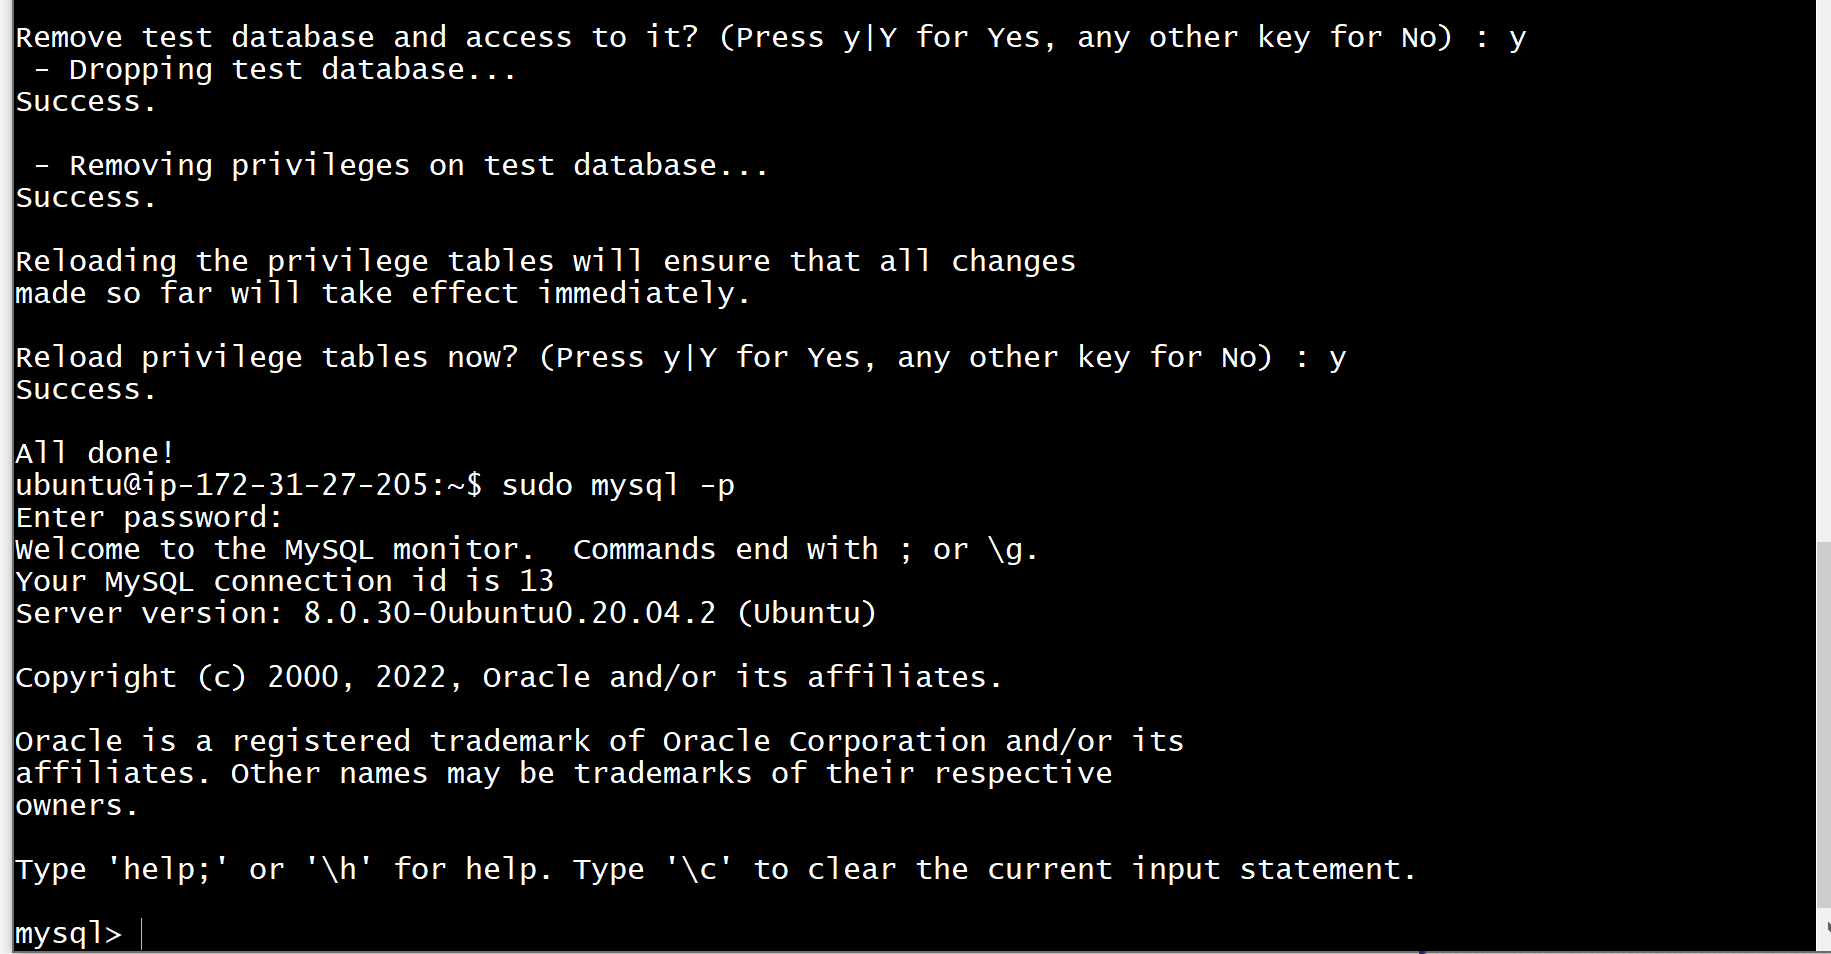 Remove test database and access to it? (Press y|Y for Yes, any other key for No) : y
 - Dropping test database...
Success.

 - Removing privileges on test database...
Success.

Reloading the privilege tables will ensure that all changes
made so far will take effect immediately.

Reload privilege tables now? (Press y|Y for Yes, any other key for No) : y
Success.

All done!
ubuntu@ip-172-31-27-205:~$ sudo mysql -p
Enter password:
Welcome to the MySQL monitor.  Commands end with ; or \g.
Your MySQL connection id is 13
Server version: 8.0.30-0ubuntu0.20.04.2 (Ubuntu)

Copyright (c) 2000, 2022, Oracle and/or its affiliates.

Oracle is a registered trademark of Oracle Corporation and/or its
affiliates. Other names may be trademarks of their respective
owners.

Type 'help;' or '\h' for help. Type '\c' to clear the current input statement.

mysql>